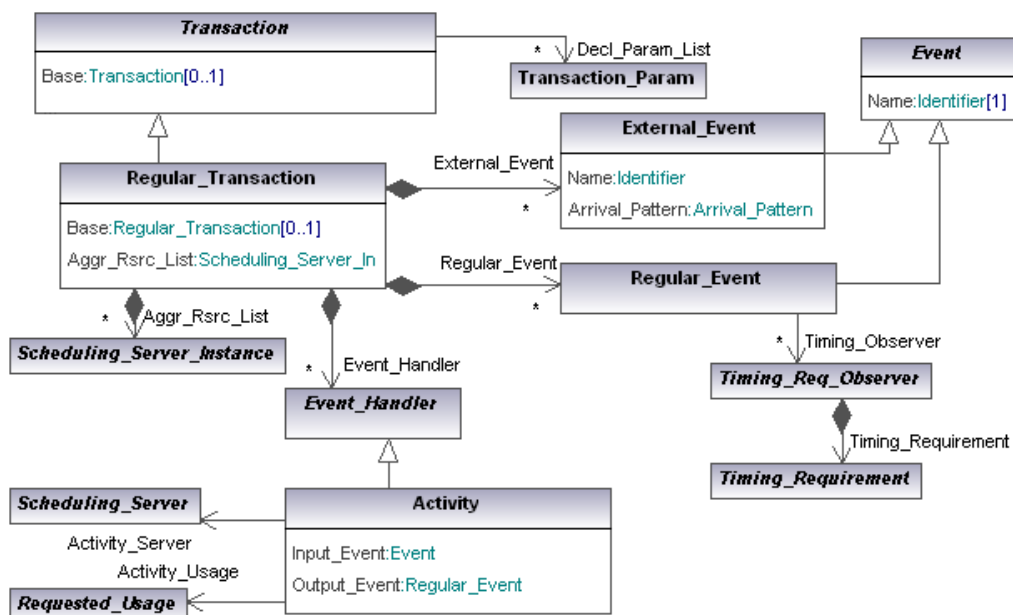 Transaction
Base:Transaction[0..1]
* Decl_Param_List
Transaction_Param
Event
Name:Identifier[1]
External_Event
Name:Identifier
Arrival_Pattern:Arrival_Pattern
External_Event
*
Regular_Transaction
Base:Regular_Transaction[0..1]
Aggr_Rsrc_List:Scheduling_Server_In
Regular_Event
*
Regular_Event
* Aggr_Rsrc_List
Scheduling_Server_Instance
* Event_Handler
Event_Handler
* Timing_Observer
Timing_Req_Observer
Timing_Requirement
Timing_Requirement
Scheduling_Server
Activity_Server
Activity
Input_Event:Event
Output_Event:Regular_Event
Activity_Usage
Requested_Usage